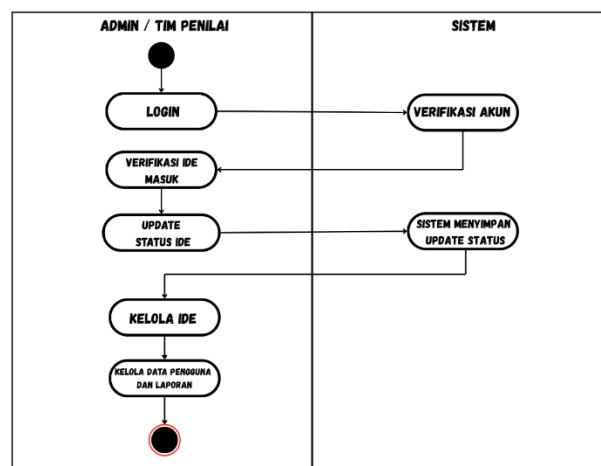 ADMIN / TIM PENILAI
SISTEM
LOGIN
VERIFIKASI AKUN
VERIFIKASI IDE
MASUK
UPDATE
STATUS IDE
SISTEM MENYIMPAN
UPDATE STATUS
KELOLA IDE
KELOLA DATA PENGGUNA
DAN LAPORAN